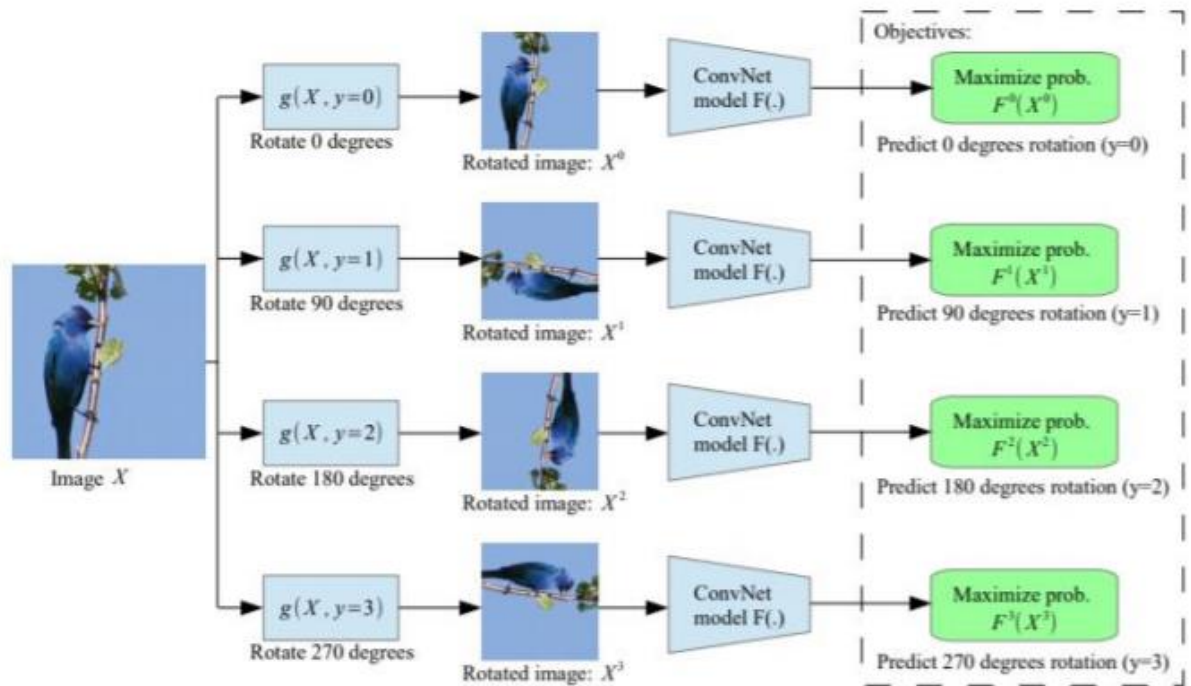 Objectives:
g(X, y=0)
Rotate 0 degrees
Rotated image: X⁰
ConvNet
model F(.)
Maximize prob.
F⁰(X⁰)
Predict 0 degrees rotation (y=0)
g(X, y=1)
Rotate 90 degrees
Rotated image: X¹
ConvNet
model F(.)
Maximize prob.
F¹(X¹)
Predict 90 degrees rotation (y=1)
Image X
g(X, y=2)
Rotate 180 degrees
Rotated image: X²
ConvNet
model F(.)
Maximize prob.
F²(X²)
Predict 180 degrees rotation (y=2)
g(X, y=3)
Rotate 270 degrees
Rotated image: X³
ConvNet
model F(.)
Maximize prob.
F³(X³)
Predict 270 degrees rotation (y=3)